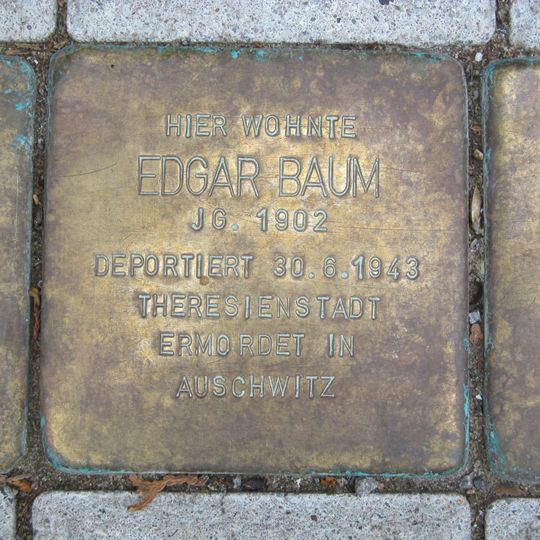 HIER WOHNTE
EDGAR BAUM
JG. 1902
DEPORTIERT 30.6.1943
THERESIENSTADT
ERMORDET IN
AUSCHWITZ